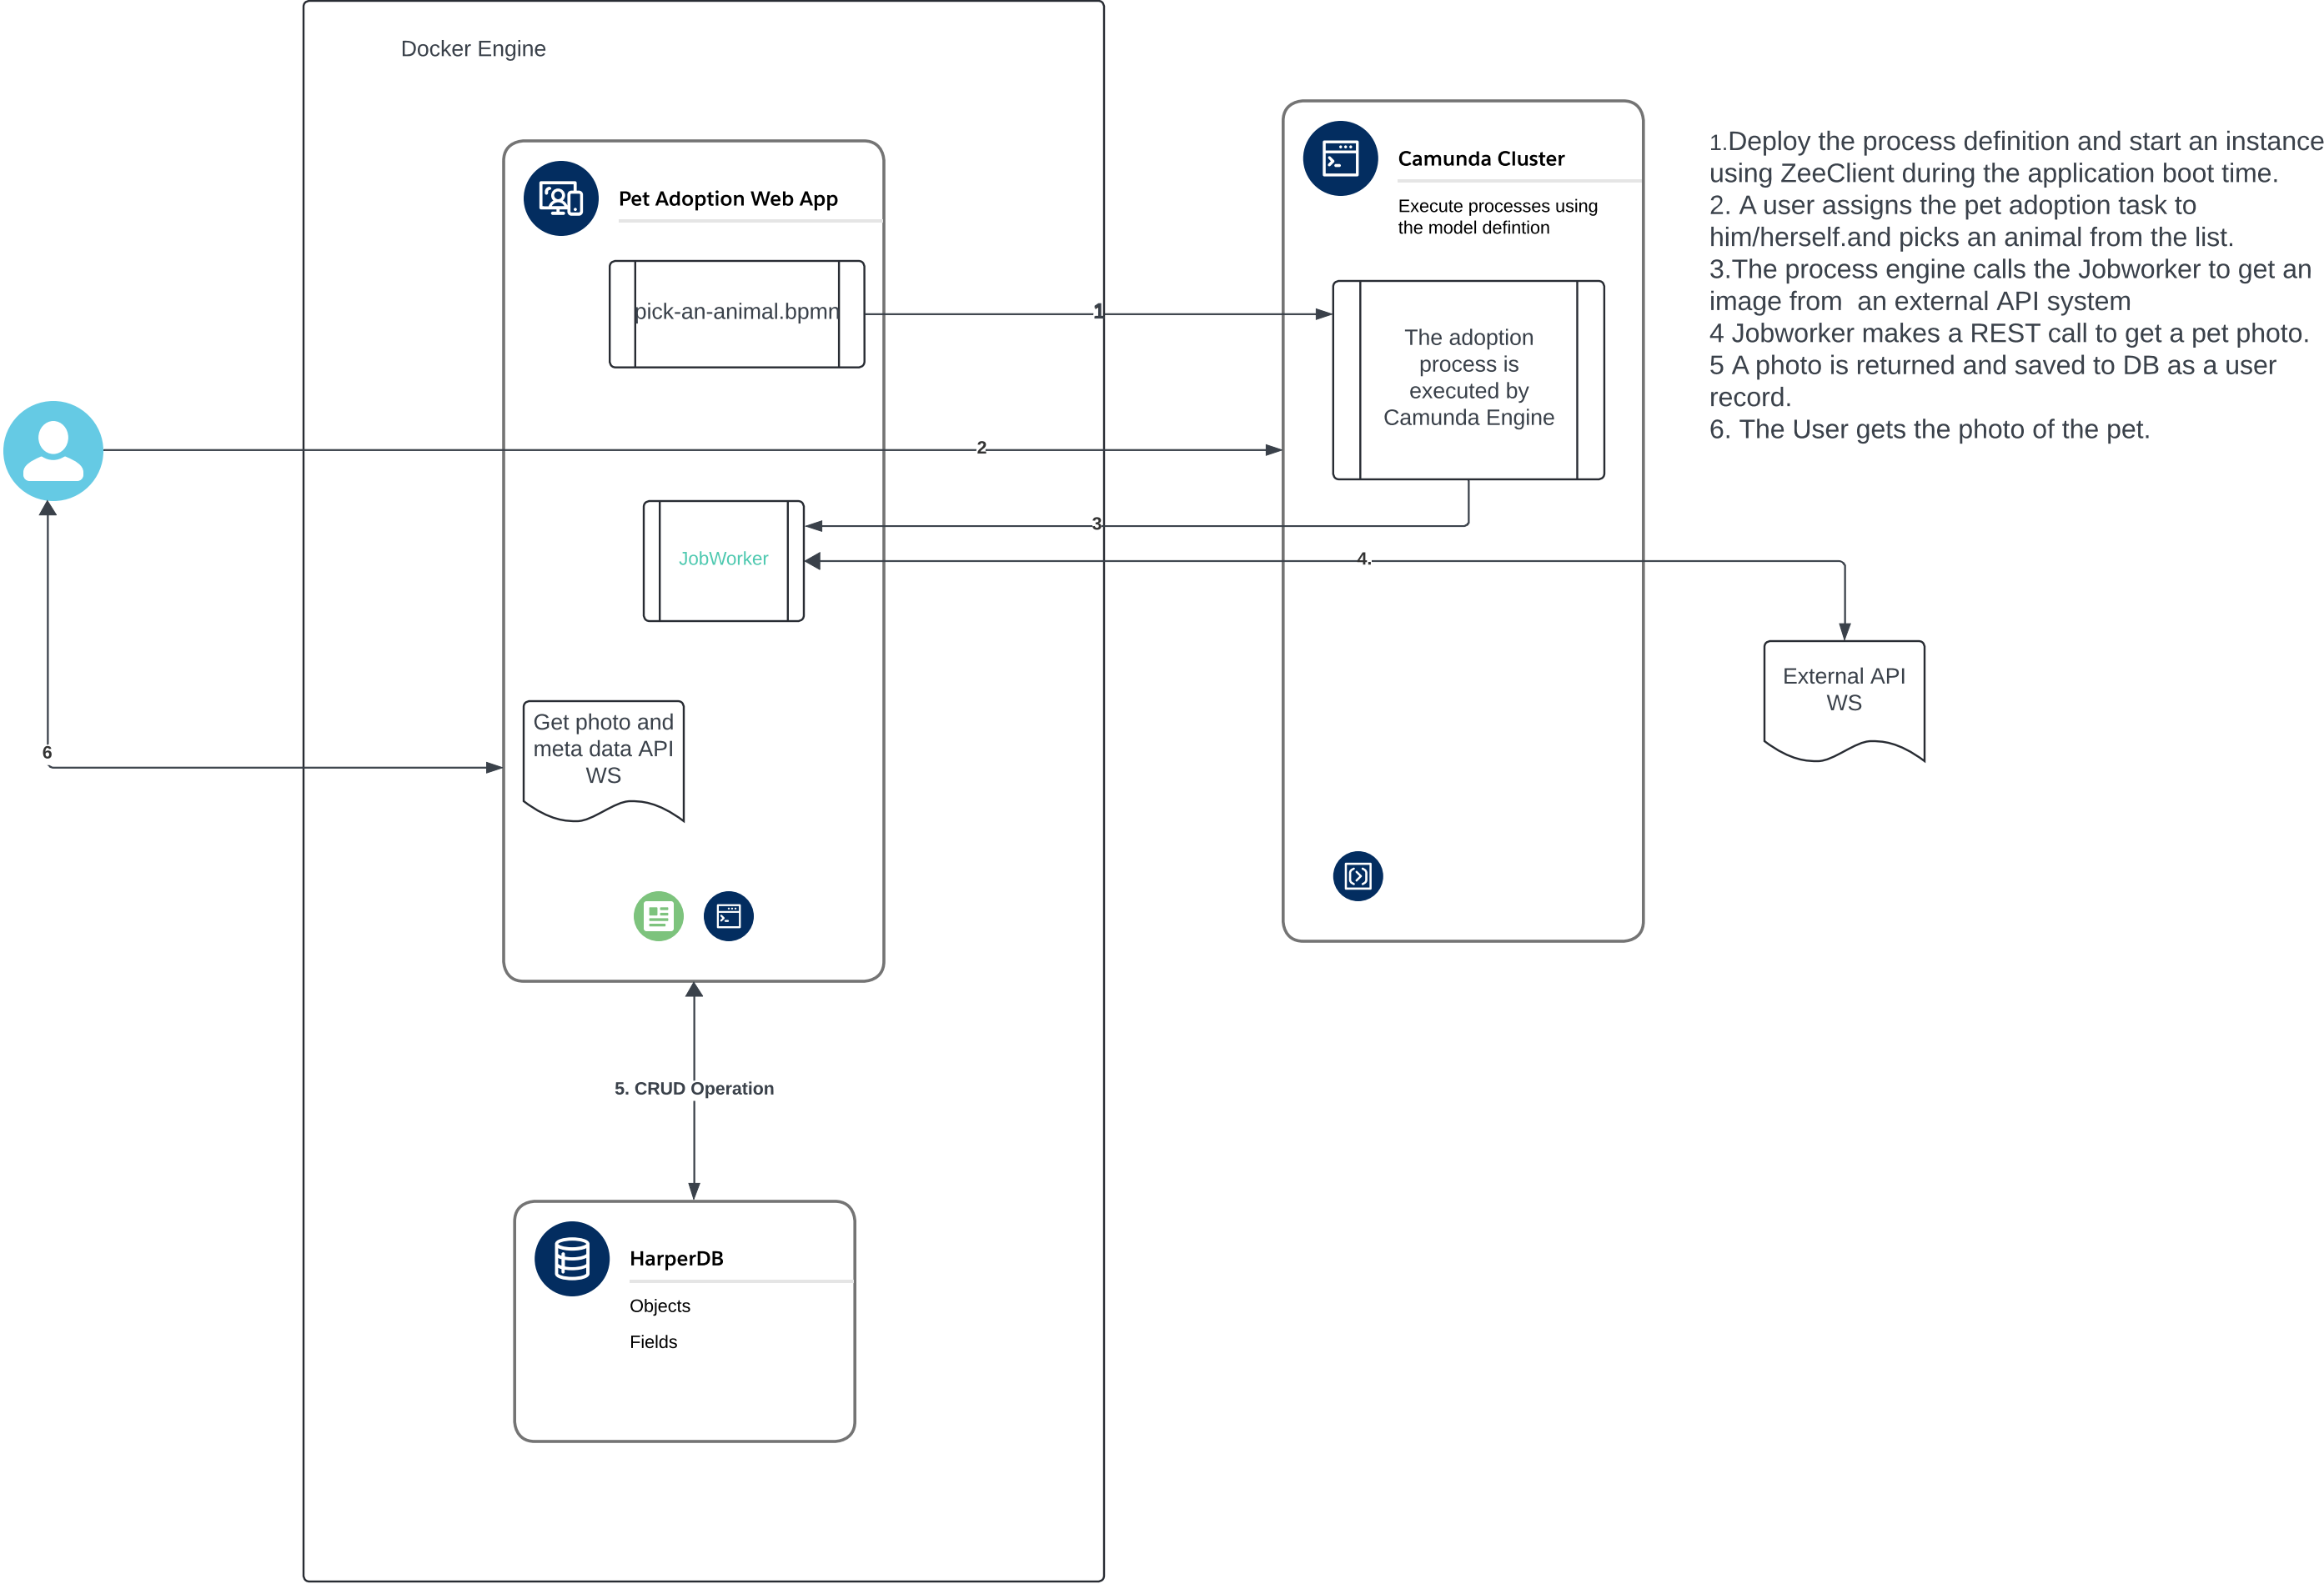 Docker Engine
Pet Adoption Web App
pick-an-animal.bpmn
1
2
3
4.
JobWorker
Get photo and
meta data API
WS
6
5. CRUD Operation
HarperDB
Objects
Fields
Camunda Cluster
Execute processes using
the model defintion
The adoption
process is
executed by
Camunda Engine
External API
WS
1.Deploy the process definition and start an instance
using ZeeClient during the application boot time.
2. A user assigns the pet adoption task to
him/herself.and picks an animal from the list.
3.The process engine calls the Jobworker to get an
image from  an external API system
4 Jobworker makes a REST call to get a pet photo.
5 A photo is returned and saved to DB as a user
record.
6. The User gets the photo of the pet.